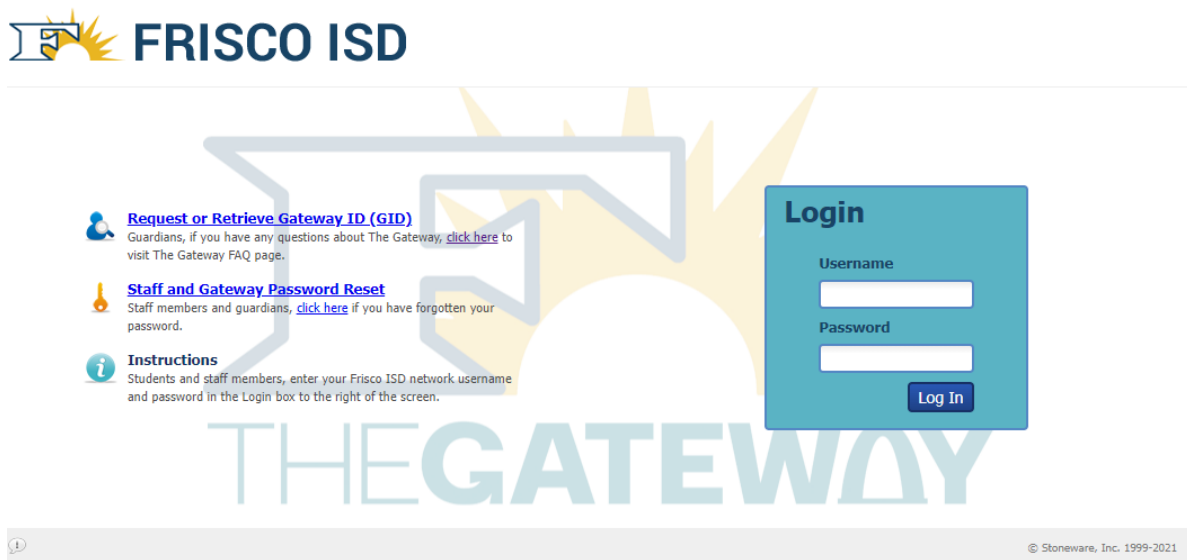 FRISCO ISD
Request or Retrieve Gateway ID (GID)
Guardians, if you have any questions about The Gateway, click here to
visit The Gateway FAQ page.
Staff and Gateway Password Reset
Staff members and guardians, click here if you have forgotten your
password.
Instructions
Students and staff members, enter your Frisco ISD network username
and password in the Login box to the right of the screen.
Login
Username
Password
Log In
THEGATEWAY
© Stoneware, Inc. 1999-2021